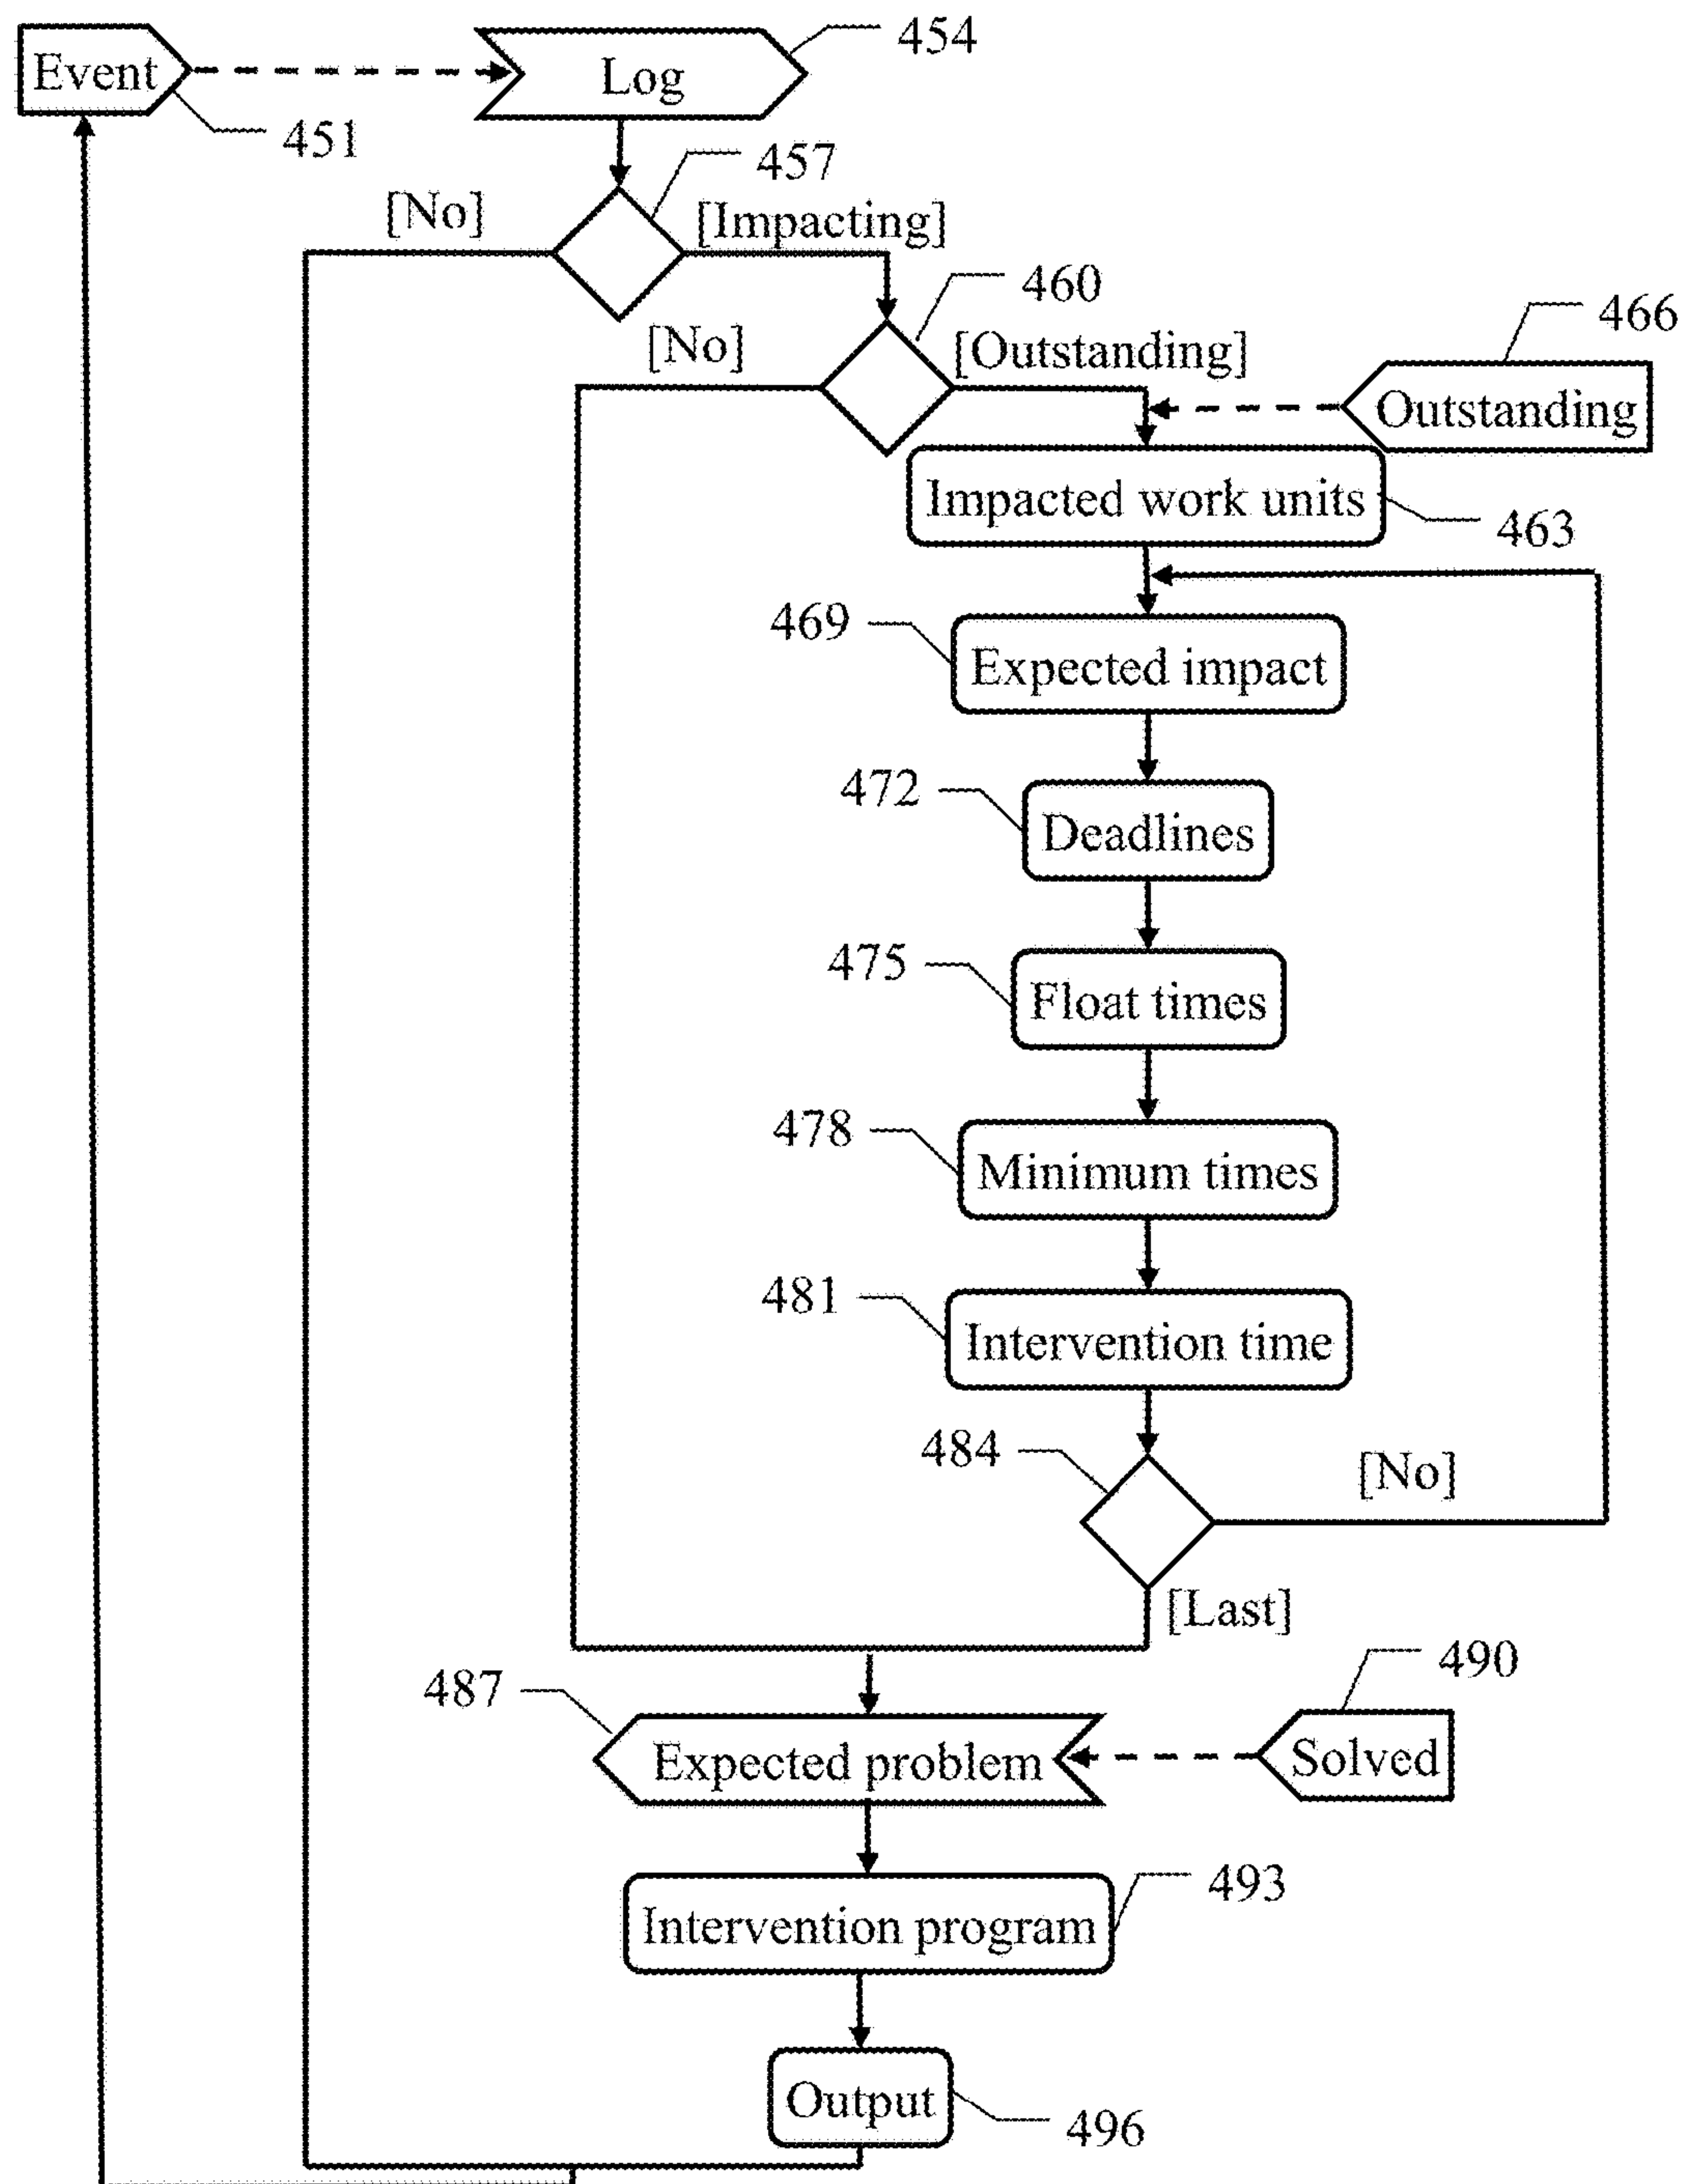 Event
Log
454
451
457
[No]
[Impacting]
460
466
[No]
[Outstanding]
Outstanding
Impacted work units
463
469
Expected impact
472
Deadlines
475
Float times
478
Minimum times
481
Intervention time
484
[No]
[Last]
490
487
Expected problem
Solved
493
Intervention program
Output
496